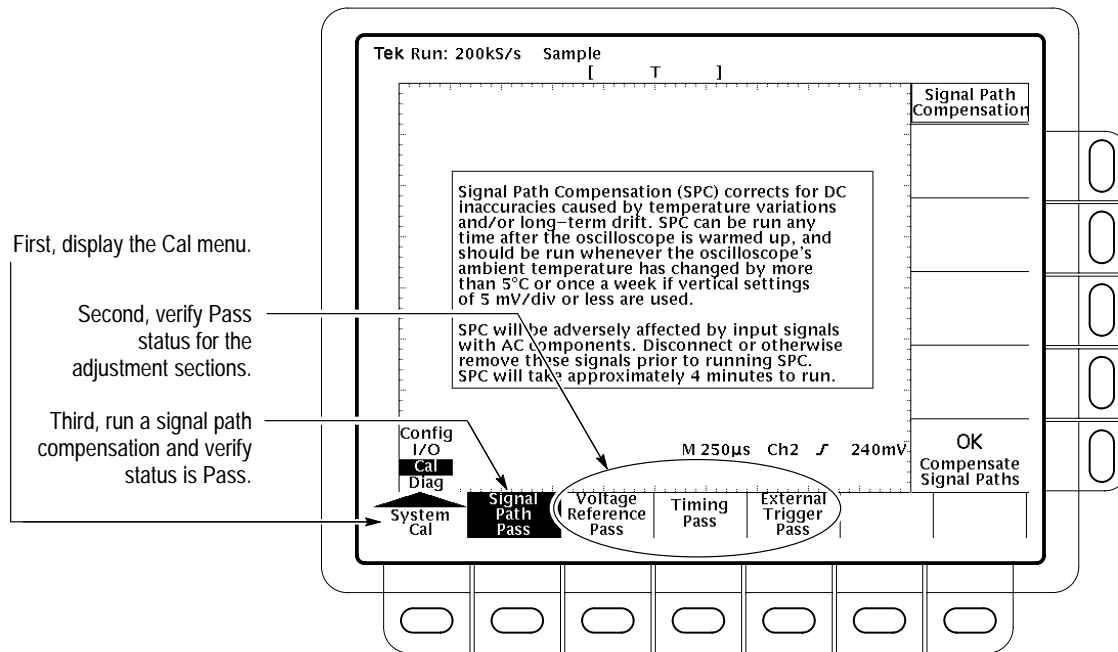 Tek Run: 200kS/s Sample
[ T ]
Signal Path
Compensation
Signal Path Compensation (SPC) corrects for DC
inaccuracies caused by temperature variations
and/or long-term drift. SPC can be run any
time after the oscilloscope is warmed up, and
should be run whenever the oscilloscope's
ambient temperature has changed by more
than 5°C or once a week if vertical settings
of 5 mV/div or less are used.
SPC will be adversely affected by input signals
with AC components. Disconnect or otherwise
remove these signals prior to running SPC.
SPC will take approximately 4 minutes to run.
First, display the Cal menu.
Second, verify Pass
status for the
adjustment sections.
Third, run a signal path
compensation and verify
status is Pass.
Config
I/O
Cal
Diag
M 250µs Ch2 ƒ 240mV
OK
Compensate
Signal Paths
System
Cal
Signal
Path
Pass
Voltage
Reference
Pass
Timing
Pass
External
Trigger
Pass